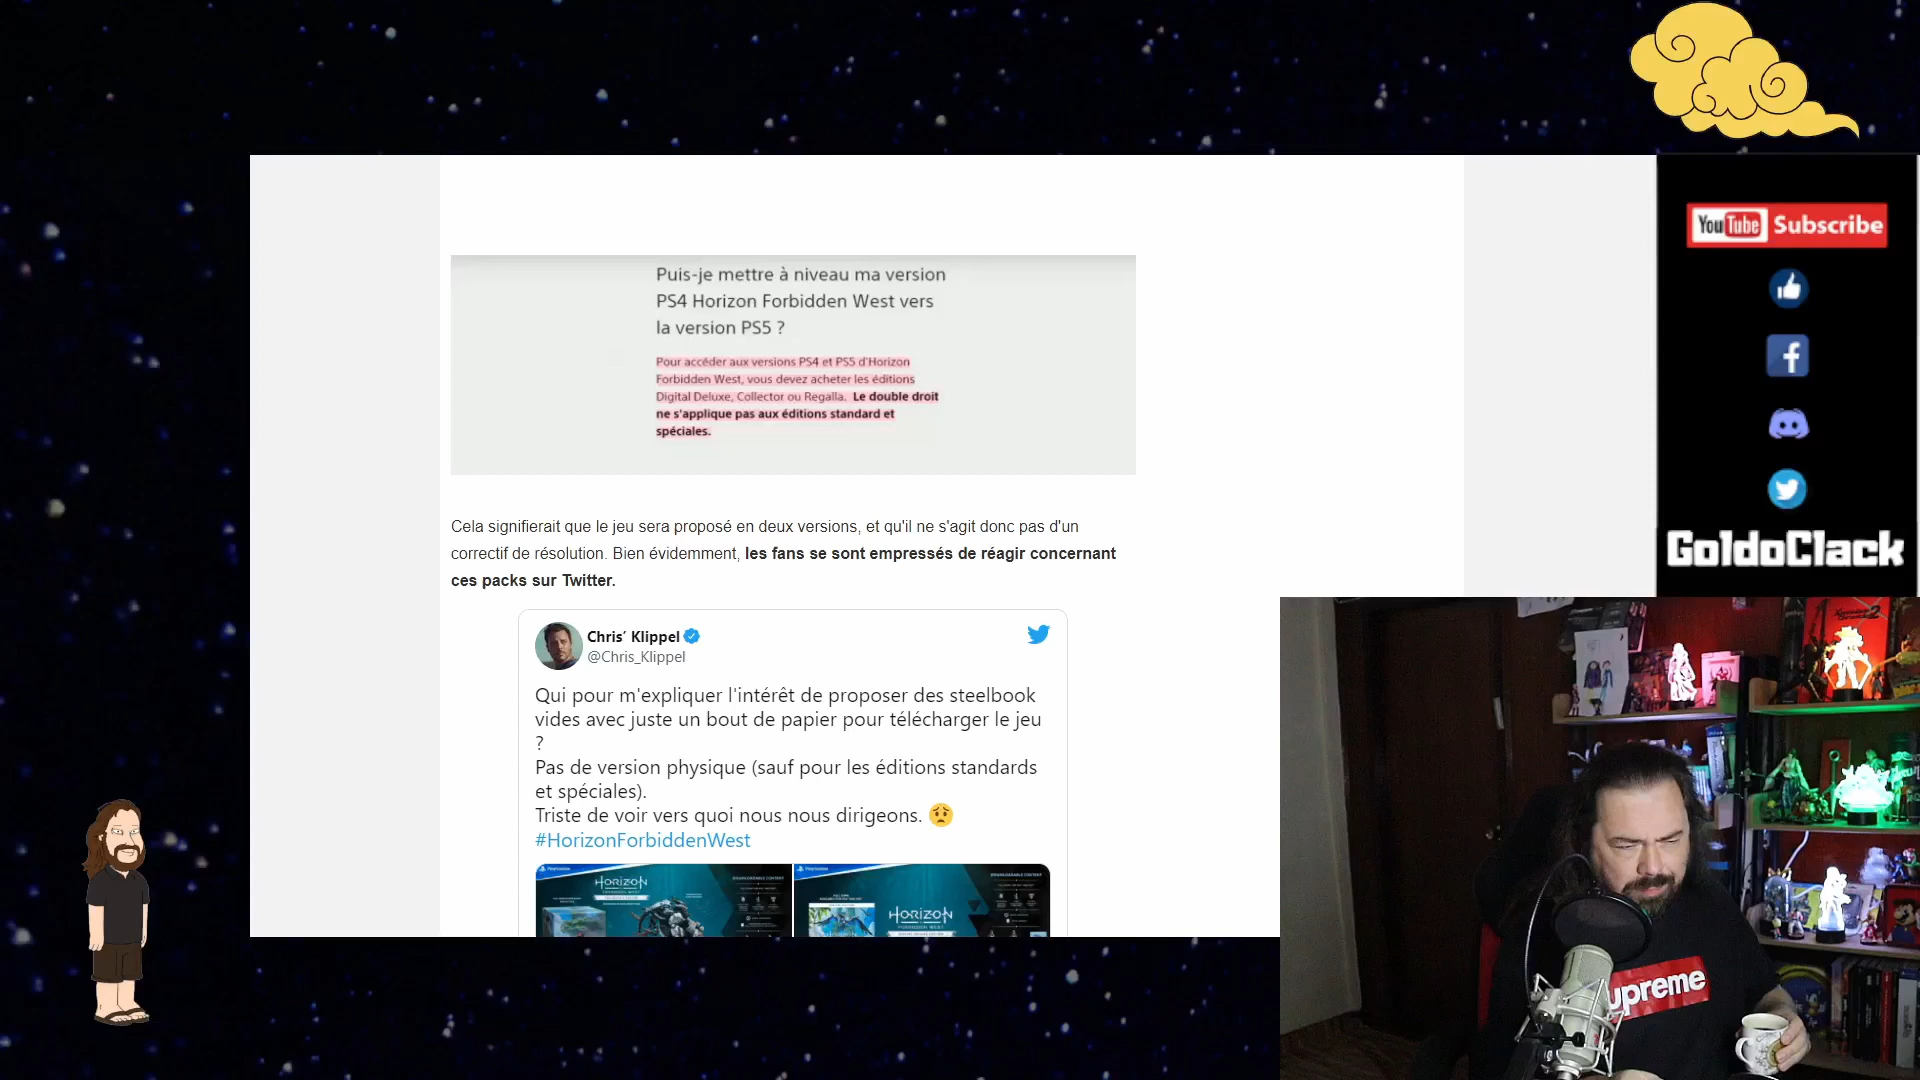 Puis-je mettre à niveau ma version
PS4 Horizon Forbidden West vers
la version PS5 ?
Pour accéder aux versions PS4 et PS5 d'Horizon
Forbidden West, vous devez acheter les éditions
Digital Deluxe, Collector ou Regalla. Le double droit
ne s'applique pas aux éditions standard et
spéciales.
Cela signifierait que le jeu sera proposé en deux versions, et qu'il ne s'agit donc pas d'un
correctif de résolution. Bien évidemment, les fans se sont empressés de réagir concernant
ces packs sur Twitter.
Chris’ Klippel
@Chris_Klippel
Qui pour m'expliquer l'intérêt de proposer des steelbook
vides avec juste un bout de papier pour télécharger le jeu
?
Pas de version physique (sauf pour les éditions standards
et spéciales).
Triste de voir vers quoi nous nous dirigeons.
#HorizonForbiddenWest
HORIZON
HORIZON
YouTube Subscribe
GoldoClack
upreme